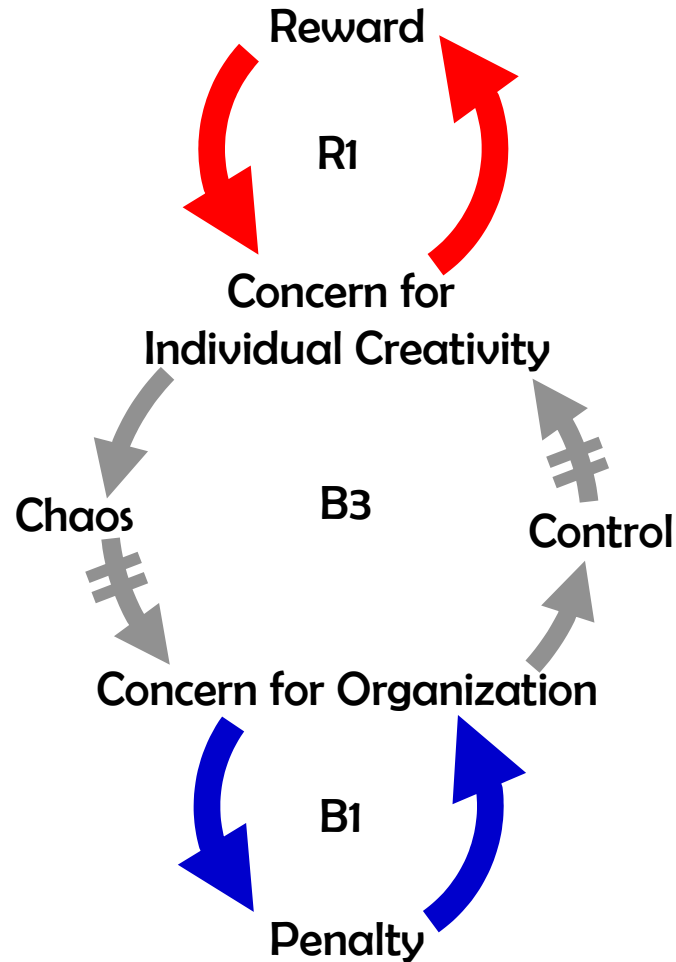 Reward
R1
Concern for
Individual Creativity
B3
Chaos
Control
Concern for Organization
B1
Penalty